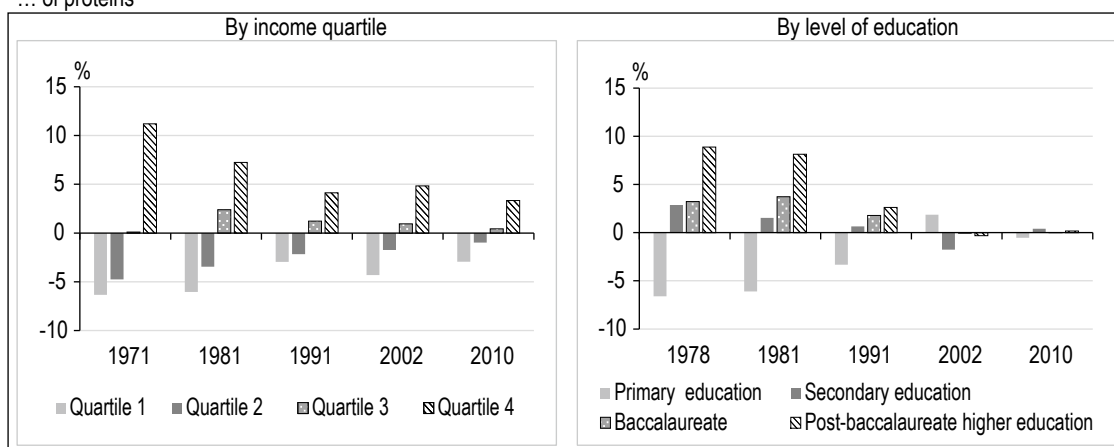 … of proteins
By income quartile
%
15
10
5
0
-5
-10
1971 1981 1991 2002 2010
Quartile 1 Quartile 2 Quartile 3 Quartile 4
By level of education
%
15
10
5
0
-5
-10
1978 1981 1991 2002 2010
Primary education Secondary education
Baccalaureate Post-baccalaureate higher education